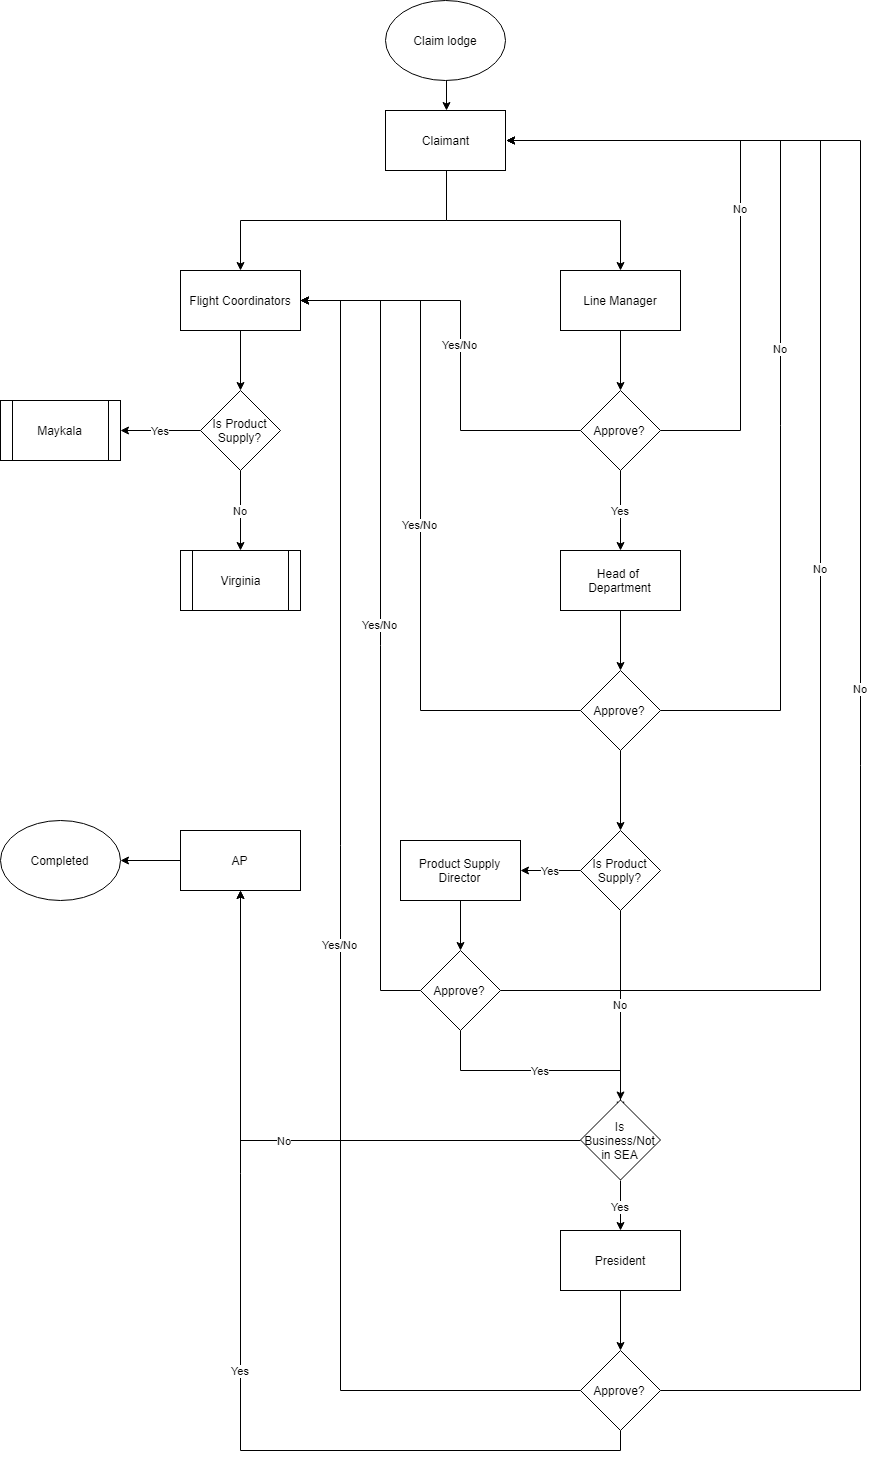 Claim lodge
Claimant
No
Flight Coordinators
Line Manager
Yes/No
No
Maykala
Yes
Is Product
Supply?
Approve?
No
Yes
Yes/No
Virginia
Head of
Department
No
Yes/No
No
Approve?
Completed
AP
Product Supply
Director
Yes
Is Product
Supply?
Yes/No
Approve?
No
Yes
Is
Business/Not
in SEA
No
Yes
President
Yes
Approve?